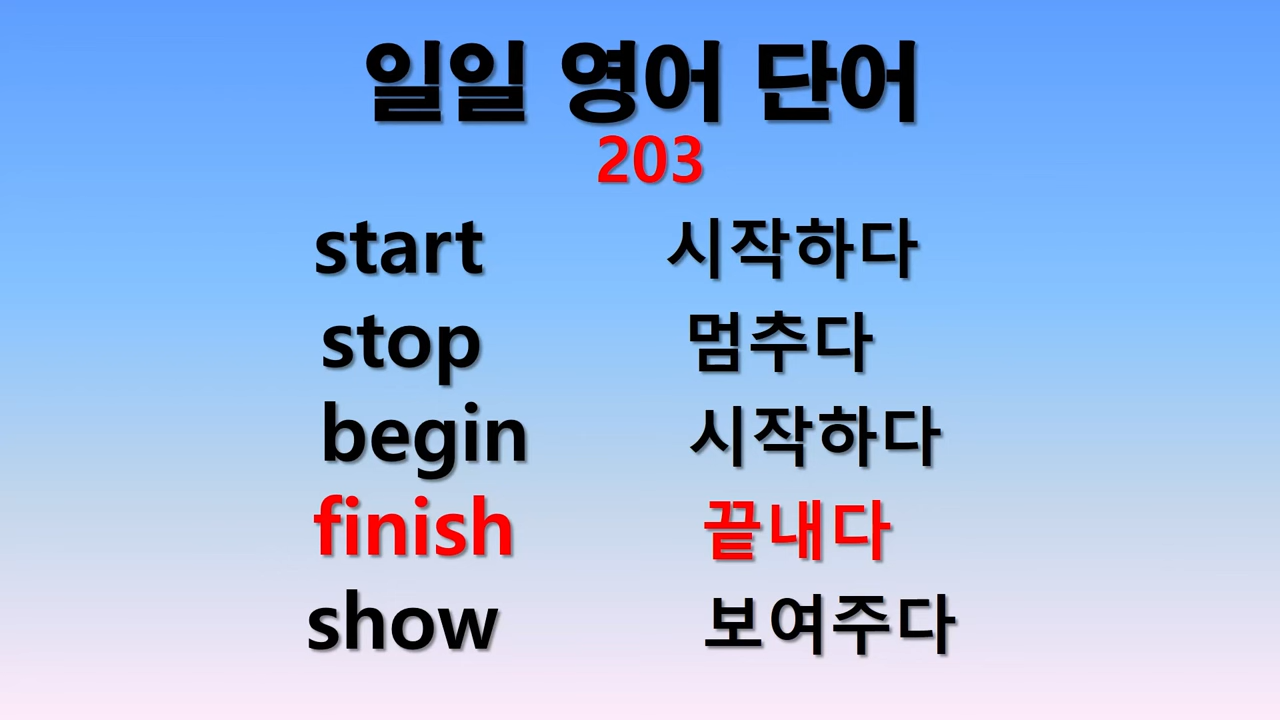 일일 영어 단어
203
start 시작하다
stop 멈추다
begin 시작하다
finish 끝내다
show 보여주다